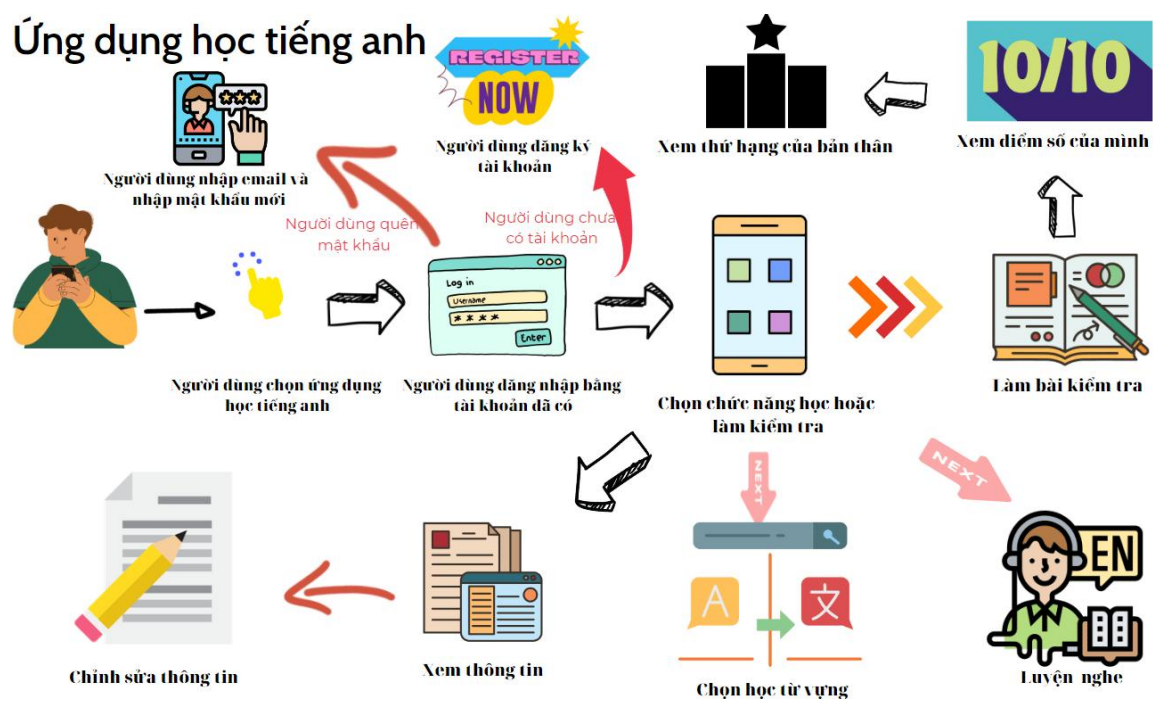 Ứng dụng học tiếng anh
REGISTER
NOW
10/10
Người dùng đăng ký
tài khoản
Xem thứ hạng của bản thân
Xem điểm số của mình
Người dùng nhập email và
nhập mật khẩu mới
Người dùng quên
mật khẩu
Người dùng chưa
có tài khoản
Log in
Username
****
Enter
Người dùng chọn ứng dụng
học tiếng anh
Người dùng đăng nhập bằng
tài khoản đã có
Chọn chức năng học hoặc
làm kiểm tra
Làm bài kiểm tra
NEXT
NEXT
EN
A
文
Chỉnh sửa thông tin
Xem thông tin
Chọn học từ vựng
Luyện nghe